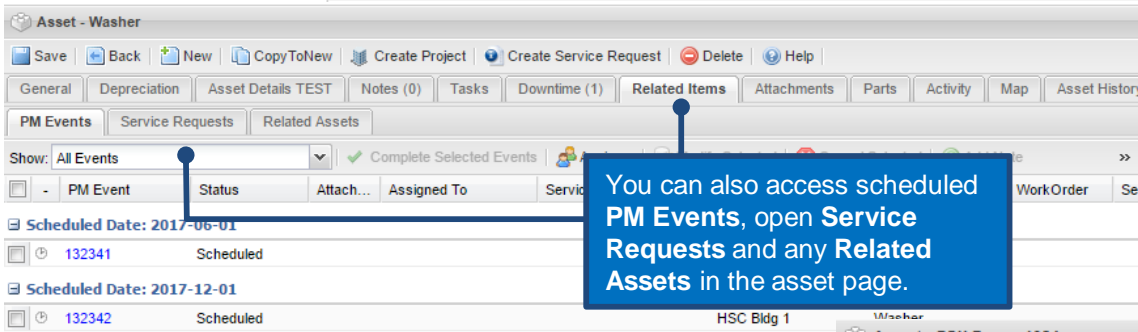 Asset - Washer
Save Back New CopyToNew Create Project Create Service Request Delete Help
General Depreciation Asset Details TEST Notes (0) Tasks Downtime (1) Related Items Attachments Parts Activity Map Asset History
PM Events Service Requests Related Assets
Show: All Events Complete Selected Events »
- PM Event Status Attach... Assigned To WorkOrder
You can also access scheduled
PM Events, open Service
Requests and any Related
Assets in the asset page.
Scheduled Date: 2017-06-01
132341 Scheduled
Scheduled Date: 2017-12-01
132342 Scheduled HSC Bldg 1 Washer